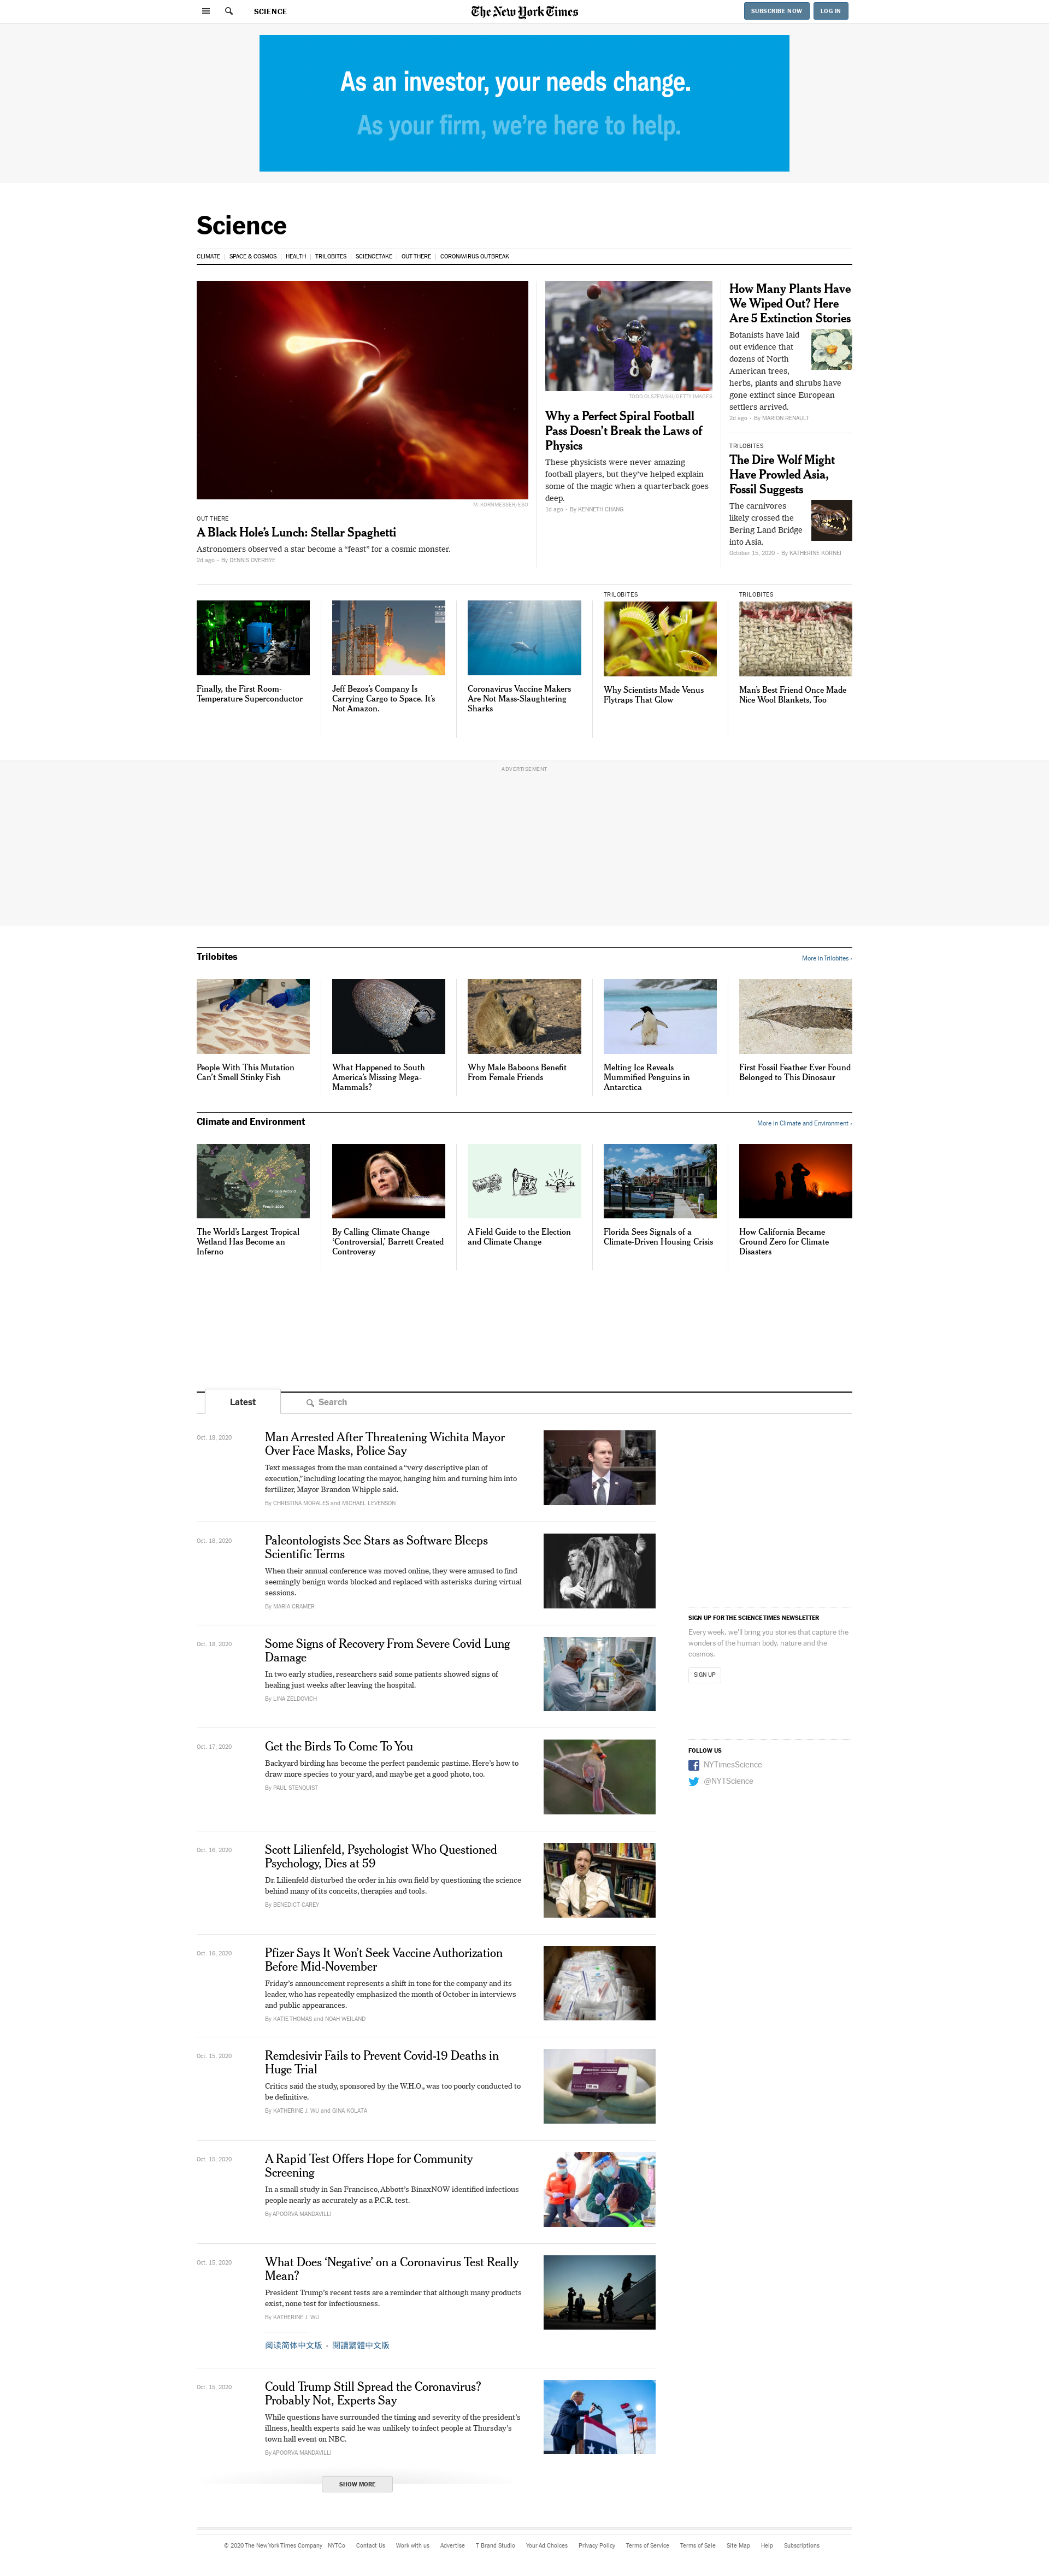 SCIENCE
The New York Times
SUBSCRIBE NOW
LOG IN
As an investor, your needs change.
As your firm, we're here to help.
Science
CLIMATE
SPACE & COSMOS
HEALTH
TRILOBITES
SCIENCETAKE
OUT THERE
CORONAVIRUS OUTBREAK
M. KORNMESSER/ESO
OUT THERE
A Black Hole's Lunch: Stellar Spaghetti
Astronomers observed a star become a “feast” for a cosmic monster.
2d ago • By DENNIS OVERBYE
TODD OLSZEWSKI/GETTY IMAGES
Why a Perfect Spiral Football
Pass Doesn't Break the Laws of
Physics
These physicists were never amazing
football players, but they've helped explain
some of the magic when a quarterback goes
deep.
1d ago • By KENNETH CHANG
How Many Plants Have
We Wiped Out? Here
Are 5 Extinction Stories
Botanists have laid
out evidence that
dozens of North
American trees,
herbs, plants and shrubs have
gone extinct since European
settlers arrived.
2d ago • By MARION RENAULT
TRILOBITES
The Dire Wolf Might
Have Prowled Asia,
Fossil Suggests
The carnivores
likely crossed the
Bering Land Bridge
into Asia.
October 15, 2020 • By KATHERINE KORNEI
Finally, the First Room-
Temperature Superconductor
Jeff Bezos's Company Is
Carrying Cargo to Space. It's
Not Amazon.
Coronavirus Vaccine Makers
Are Not Mass-Slaughtering
Sharks
TRILOBITES
Why Scientists Made Venus
Flytraps That Glow
TRILOBITES
Man's Best Friend Once Made
Nice Wool Blankets, Too
ADVERTISEMENT
Trilobites
More in Trilobites ›
People With This Mutation
Can't Smell Stinky Fish
What Happened to South
America's Missing Mega-
Mammals?
Why Male Baboons Benefit
From Female Friends
Melting Ice Reveals
Mummified Penguins in
Antarctica
First Fossil Feather Ever Found
Belonged to This Dinosaur
Climate and Environment
More in Climate and Environment ›
The World's Largest Tropical
Wetland Has Become an
Inferno
By Calling Climate Change
‘Controversial,’ Barrett Created
Controversy
A Field Guide to the Election
and Climate Change
Florida Sees Signals of a
Climate-Driven Housing Crisis
How California Became
Ground Zero for Climate
Disasters
Latest
Search
Oct. 18, 2020
Man Arrested After Threatening Wichita Mayor
Over Face Masks, Police Say
Text messages from the man contained a “very descriptive plan of
execution,” including locating the mayor, hanging him and turning him into
fertilizer, Mayor Brandon Whipple said.
By CHRISTINA MORALES and MICHAEL LEVENSON
Oct. 18, 2020
Paleontologists See Stars as Software Bleeps
Scientific Terms
When their annual conference was moved online, they were amused to find
seemingly benign words blocked and replaced with asterisks during virtual
sessions.
By MARIA CRAMER
Oct. 18, 2020
Some Signs of Recovery From Severe Covid Lung
Damage
In two early studies, researchers said some patients showed signs of
healing just weeks after leaving the hospital.
By LINA ZELDOVICH
Oct. 17, 2020
Get the Birds To Come To You
Backyard birding has become the perfect pandemic pastime. Here's how to
draw more species to your yard, and maybe get a good photo, too.
By PAUL STENQUIST
Oct. 16, 2020
Scott Lilienfeld, Psychologist Who Questioned
Psychology, Dies at 59
Dr. Lilienfeld disturbed the order in his own field by questioning the science
behind many of its conceits, therapies and tools.
By BENEDICT CAREY
Oct. 16, 2020
Pfizer Says It Won't Seek Vaccine Authorization
Before Mid-November
Friday's announcement represents a shift in tone for the company and its
leader, who has repeatedly emphasized the month of October in interviews
and public appearances.
By KATIE THOMAS and NOAH WEILAND
Oct. 15, 2020
Remdesivir Fails to Prevent Covid-19 Deaths in
Huge Trial
Critics said the study, sponsored by the W.H.O., was too poorly conducted to
be definitive.
By KATHERINE J. WU and GINA KOLATA
Oct. 15, 2020
A Rapid Test Offers Hope for Community
Screening
In a small study in San Francisco, Abbott's BinaxNOW identified infectious
people nearly as accurately as a P.C.R. test.
By APOORVA MANDAVILLI
Oct. 15, 2020
What Does ‘Negative’ on a Coronavirus Test Really
Mean?
President Trump's recent tests are a reminder that although many products
exist, none test for infectiousness.
By KATHERINE J. WU
阅读简体中文版 • 閱讀繁體中文版
Oct. 15, 2020
Could Trump Still Spread the Coronavirus?
Probably Not, Experts Say
While questions have surrounded the timing and severity of the president's
illness, health experts said he was unlikely to infect people at Thursday's
town hall event on NBC.
By APOORVA MANDAVILLI
SHOW MORE
SIGN UP FOR THE SCIENCE TIMES NEWSLETTER
Every week, we'll bring you stories that capture the
wonders of the human body, nature and the
cosmos.
SIGN UP
FOLLOW US
NYTimesScience
@NYTScience
© 2020 The New York Times Company
NYTCo
Contact Us
Work with us
Advertise
T Brand Studio
Your Ad Choices
Privacy Policy
Terms of Service
Terms of Sale
Site Map
Help
Subscriptions